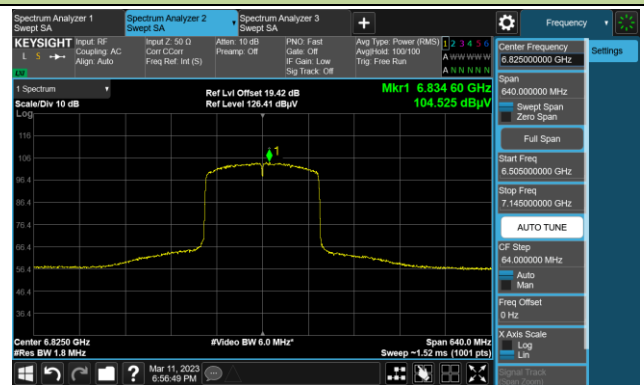 Spectrum Analyzer 1
Swept SA
Spectrum Analyzer 2
Swept SA
Spectrum Analyzer 3
Swept SA
+
Frequency
KEYSIGHT
L S
LW
Input: RF
Coupling: AC
Align: Auto
Input Z: 50 Ω
Corr CCorr
Freq Ref: Int (S)
Atten: 10 dB
Preamp: Off
PNO: Fast
Gate: Off
IF Gain: Low
Sig Track: Off
Avg Type: Power (RMS)
Avg|Hold: 100/100
Trig: Free Run
1 2 3 4 5 6
A W W W W W
A N N N N N
Center Frequency
6.825000000 GHz
Settings
Span
640.000000 MHz
Swept Span
Zero Span
Full Span
Start Freq
6.505000000 GHz
Stop Freq
7.145000000 GHz
AUTO TUNE
CF Step
64.000000 MHz
Auto
Man
Freq Offset
0 Hz
X Axis Scale
Log
Lin
Signal Track
(Span Zoom)
1 Spectrum
Scale/Div 10 dB
Log
Ref Lvl Offset 19.42 dB
Ref Level 126.41 dBµV
Mkr1 6.834 60 GHz
104.525 dBµV
1
116
106
96.4
86.4
76.4
66.4
56.4
46.4
36.4
Center 6.8250 GHz
#Res BW 1.8 MHz
#Video BW 6.0 MHz*
Span 640.0 MHz
Sweep ~1.52 ms (1001 pts)
?
Mar 11, 2023
6:56:49 PM